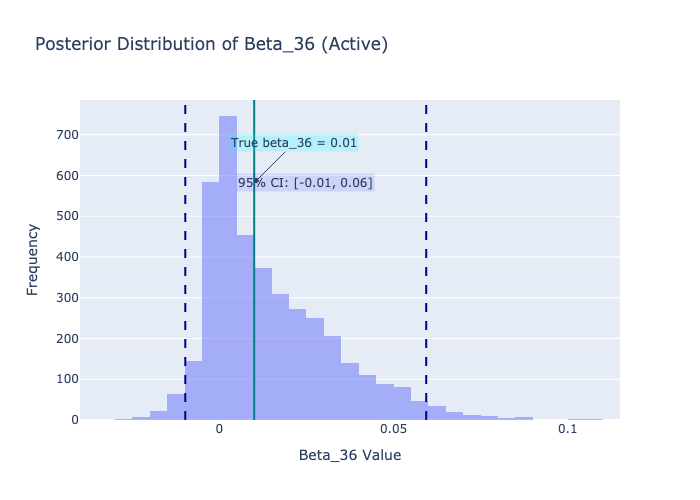 Posterior Distribution of Beta_36 (Active)
True beta_36 = 0.01
95% CI: [-0.01, 0.06]
Frequency
700
600
500
400
300
200
100
0
0
0.05
0.1
Beta_36 Value